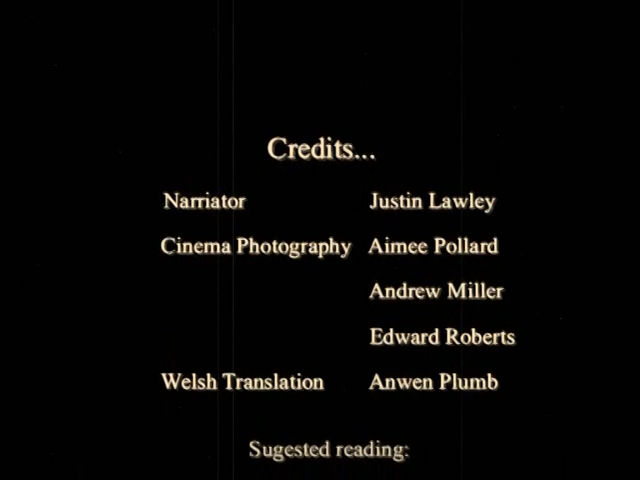 Credits...
Narriator Justin Lawley
Cinema Photography Aimee Pollard
Andrew Miller
Edward Roberts
Welsh Translation Anwen Plumb
Sugested reading: